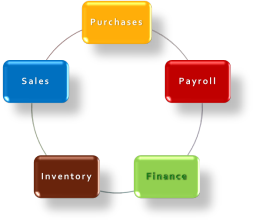 Purchases
Sales
Payroll
Inventory
Finance